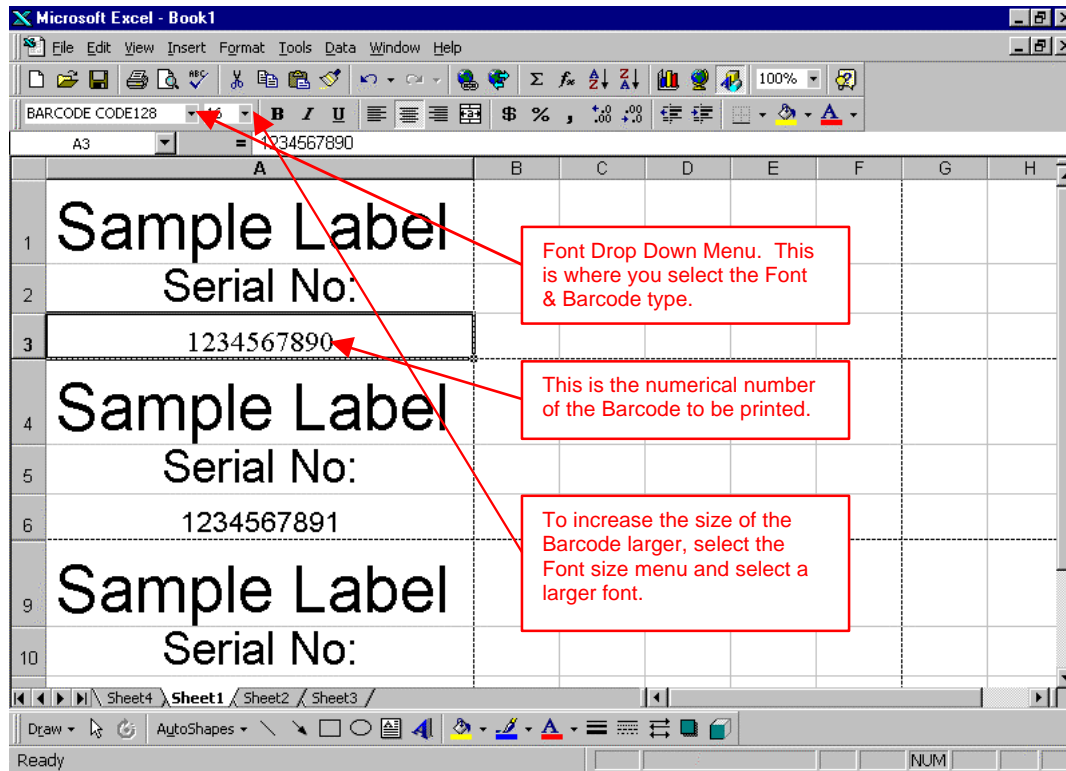 Microsoft Excel - Book1
File Edit View Insert Format Tools Data Window Help
100%
BARCODE CODE128 16 B I U $ % ,
A3 = 1234567890
A B C D E F G H
1 Sample Label
2 Serial No:
3 1234567890
4 Sample Label
5 Serial No:
6 1234567891
9 Sample Label
10 Serial No:
Font Drop Down Menu. This
is where you select the Font
& Barcode type.
This is the numerical number
of the Barcode to be printed.
To increase the size of the
Barcode larger, select the
Font size menu and select a
larger font.
Sheet4 Sheet1 Sheet2 Sheet3
Draw AutoShapes
Ready NUM